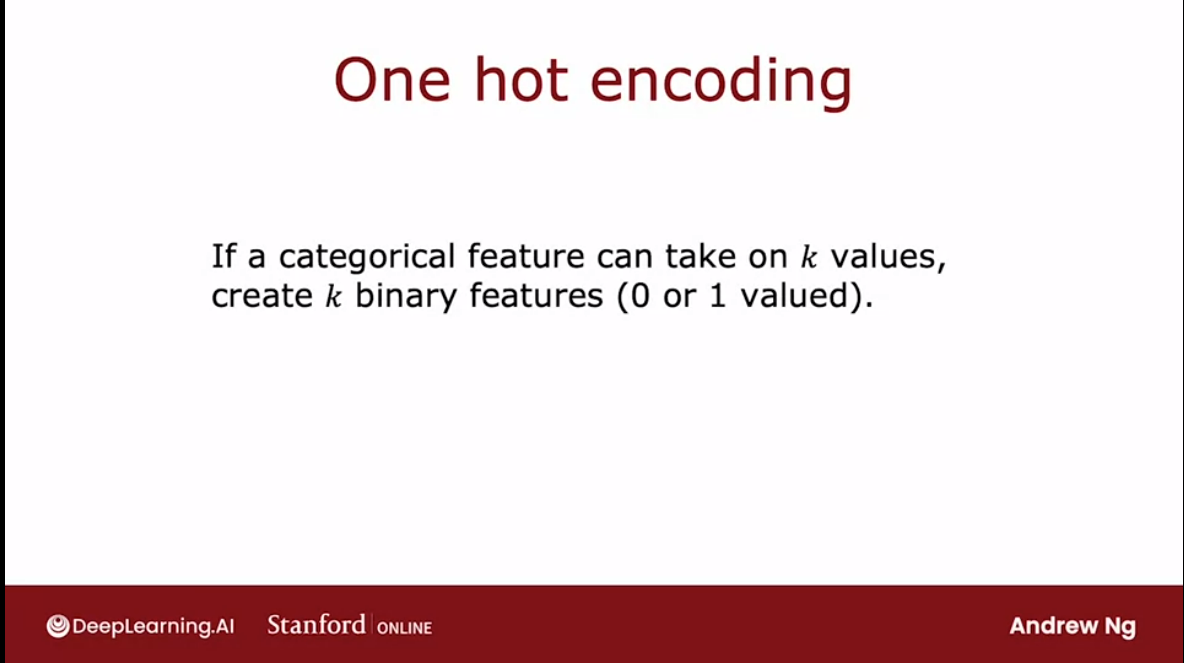 One hot encoding
If a categorical feature can take on k values,
create k binary features (0 or 1 valued).
DeepLearning.AI
Stanford ONLINE
Andrew Ng